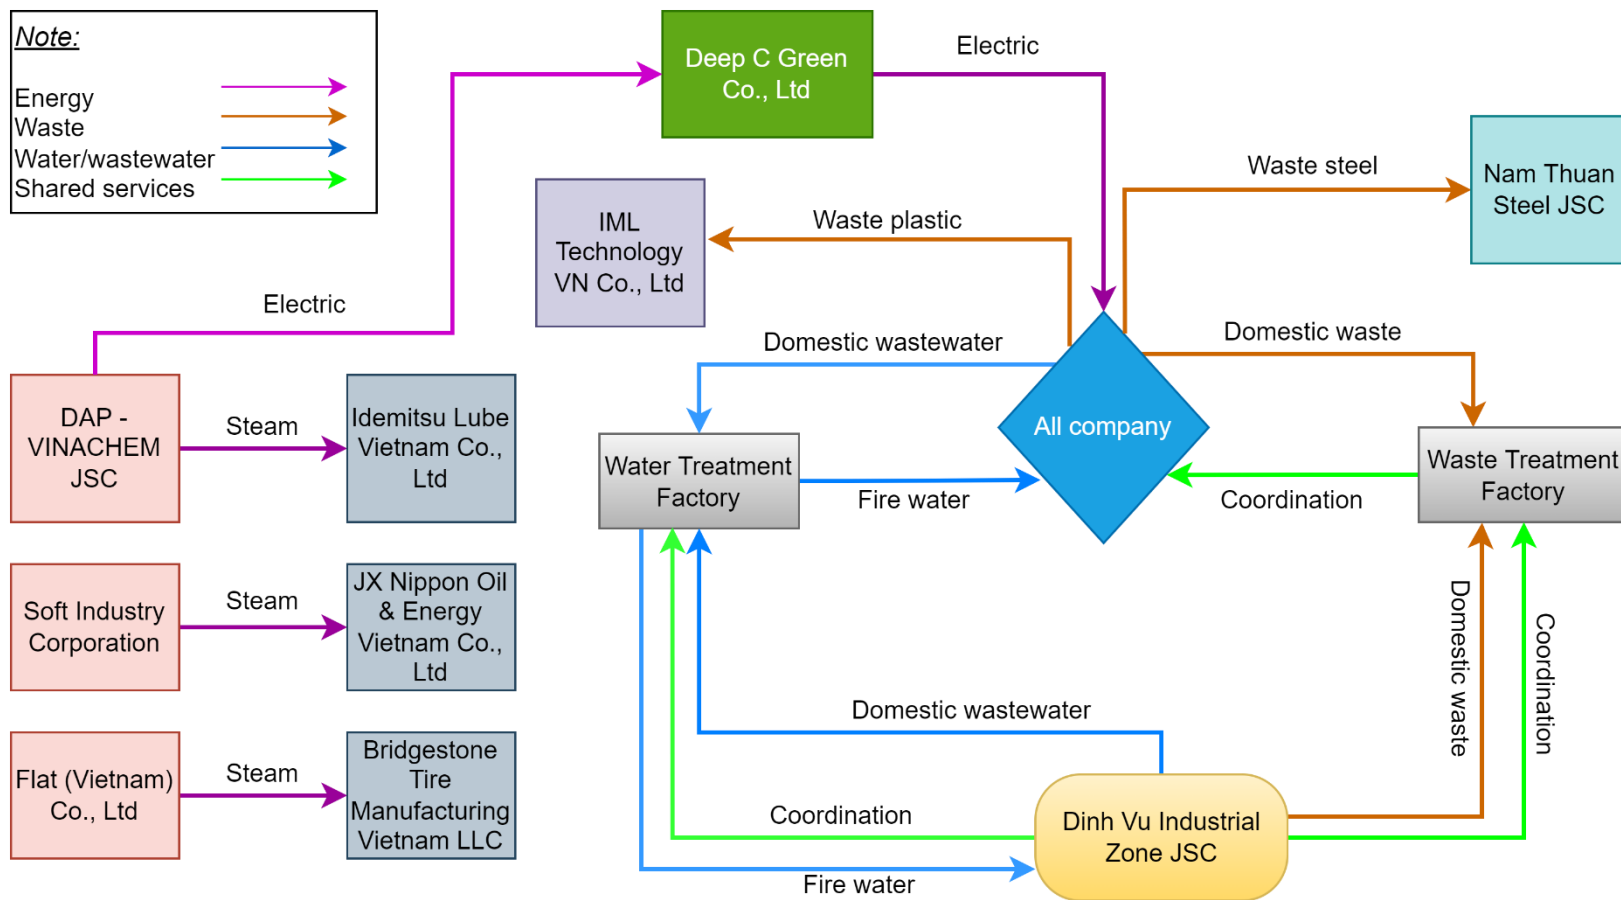 Note:
Energy
Waste
Water/wastewater
Shared services
Deep C Green
Co., Ltd
Electric
Waste steel
Nam Thuan
Steel JSC
IML
Technology
VN Co., Ltd
Waste plastic
Electric
Domestic wastewater
Domestic waste
DAP -
VINACHEM
JSC
Steam
Idemitsu Lube
Vietnam Co.,
Ltd
All company
Water Treatment
Factory
Fire water
Coordination
Waste Treatment
Factory
Soft Industry
Corporation
Steam
JX Nippon Oil
& Energy
Vietnam Co.,
Ltd
Domestic waste
Coordination
Domestic wastewater
Flat (Vietnam)
Co., Ltd
Steam
Bridgestone
Tire
Manufacturing
Vietnam LLC
Coordination
Dinh Vu Industrial
Zone JSC
Fire water